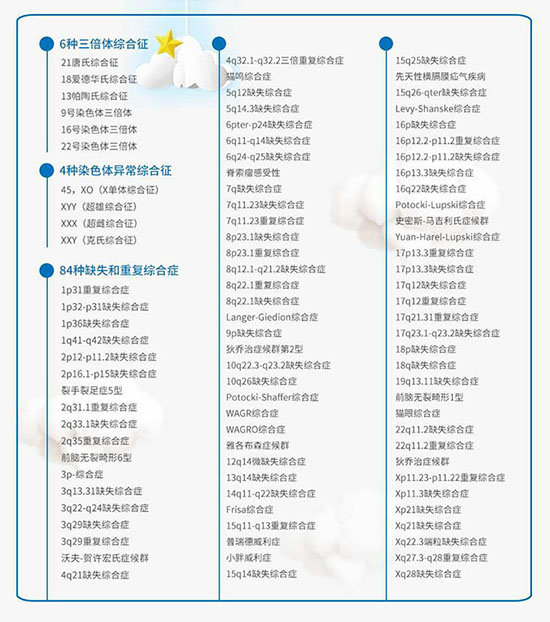 6种三倍体综合征
21唐氏综合征
18爱德华氏综合征
13帕陶氏综合征
9号染色体三倍体
16号染色体三倍体
22号染色体三倍体
4种染色体异常综合征
45，XO（X单体综合征）
XYY（超雄综合征）
XXX（超雌综合征）
XXY（克氏综合征）
84种缺失和重复综合症
1p31重复综合症
1p32-p31缺失综合症
1p36缺失综合症
1q41-q42缺失综合症
2p12-p11.2缺失综合症
2p16.1-p15缺失综合症
裂手裂足症5型
2q31.1重复综合症
2q33.1缺失综合症
2q35重复综合症
前脑无裂畸形6型
3p-综合症
3q13.31缺失综合症
3q22-q24缺失综合症
3q29缺失综合症
3q29重复综合症
沃夫-贺许宏氏症候群
4q21缺失综合症
4q32.1-q32.2三倍重复综合症
猫鸣综合症
5q12缺失综合症
5q14.3缺失综合症
6pter-p24缺失综合症
6q11-q14缺失综合症
6q24-q25缺失综合症
脊索瘤感受性
7q缺失综合症
7q11.23缺失综合症
7q11.23重复综合症
8p23.1缺失综合症
8p23.1重复综合症
8q12.1-q21.2缺失综合症
8q22.1重复综合症
8q22.1缺失综合症
Langer-Giedion综合症
9p缺失综合症
狄乔治症候群第2型
10q22.3-q23.2缺失综合症
10q26缺失综合症
Potocki-Shaffer综合症
WAGR综合症
WAGRO综合症
雅各布森症候群
12q14微缺失综合症
13q14缺失综合症
14q11-q22缺失综合症
Frisa综合症
15q11-q13重复综合症
普瑞德威利症
小胖威利症
15q14缺失综合症
15q25缺失综合症
先天性横膈膜疝气疾病
15q26-qter缺失综合症
Levy-Shanske综合症
16p缺失综合症
16p12.2-p11.2重复综合症
16p12.2-p11.2缺失综合症
16p13.3缺失综合症
16q22缺失综合症
Potocki-Lupski综合症
史密斯-马吉利氏症候群
Yuan-Harel-Lupski综合症
17p13.3重复综合症
17p13.3缺失综合症
17q12缺失综合症
17q12重复综合症
17q21.31重复综合症
17q23.1-q23.2缺失综合症
18p缺失综合症
18q缺失综合症
19q13.11缺失综合症
前脑无裂畸形1型
猫眼综合症
22q11.2缺失综合症
22q11.2重复综合症
狄乔治症候群
Xp11.23-p11.22重复综合症
Xp11.3缺失综合症
Xp21缺失综合症
Xq21缺失综合症
Xq22.3端粒缺失综合症
Xq27.3-q28重复综合症
Xq28缺失综合症